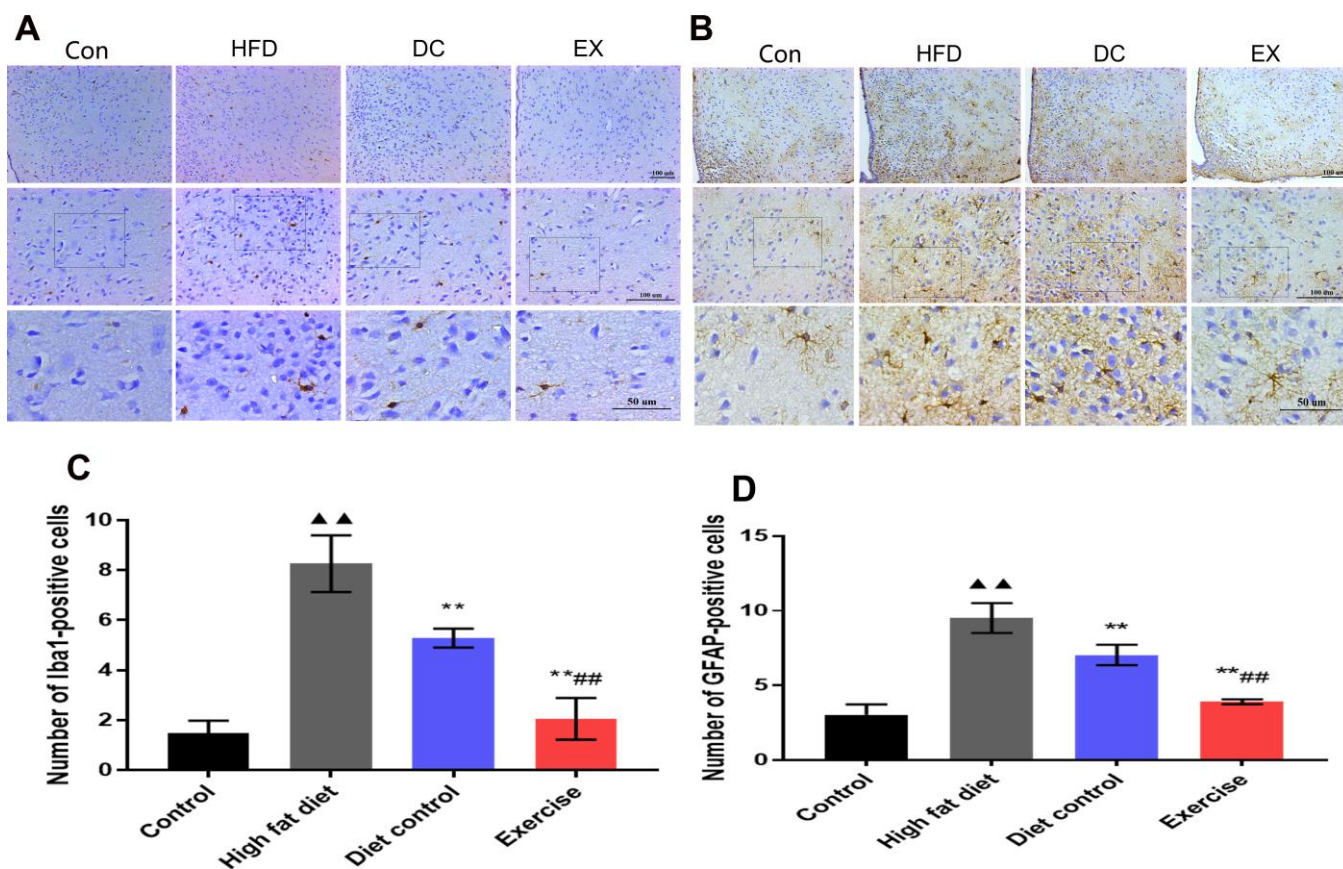 A
B
Con HFD DC EX
Con HFD DC EX
100 um
100 um
100 um
100 um
50 um
50 um
C
D
Number of Iba1-positive cells
10
8
6
4
2
0
▲▲
**
**##
Control
High fat diet
Diet control
Exercise
Number of GFAP-positive cells
15
10
5
0
▲▲
**
**##
Control
High fat diet
Diet control
Exercise